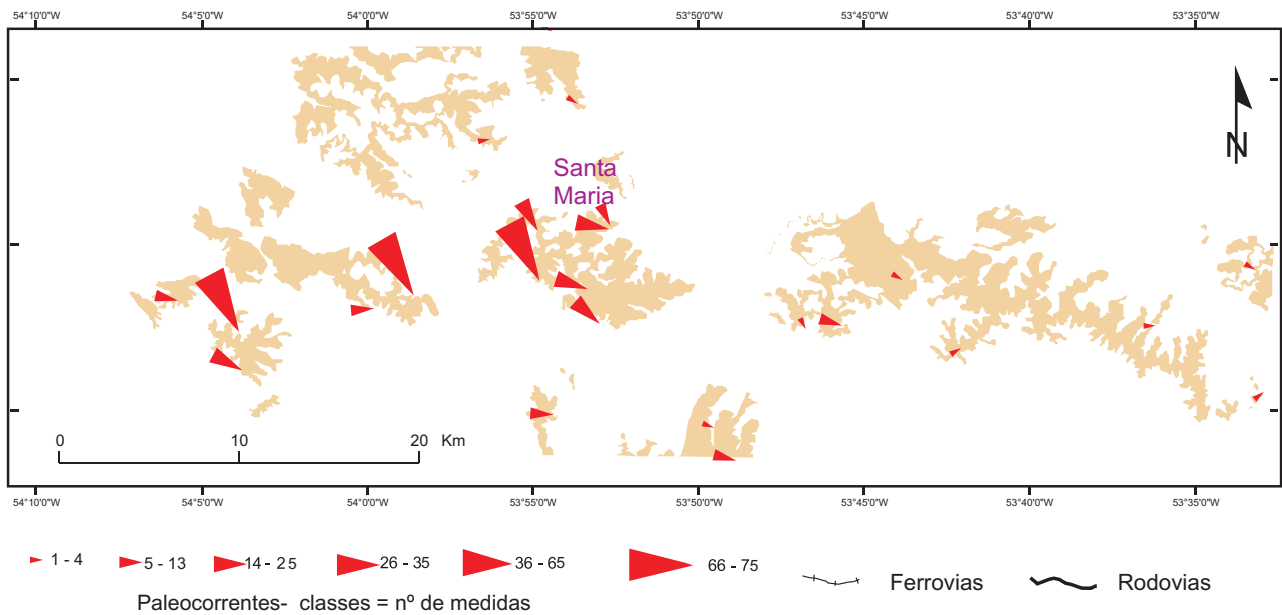 54°10'0"W 54°5'0"W 54°0'0"W 53°55'0"W 53°50'0"W 53°45'0"W 53°40'0"W 53°35'0"W
N
Santa
Maria
0 10 20 Km
54°10'0"W 54°5'0"W 54°0'0"W 53°55'0"W 53°50'0"W 53°45'0"W 53°40'0"W 53°35'0"W
1 - 4 5 - 13 14 - 25 26 - 35 36 - 65 66 - 75 Ferrovias Rodovias
Paleocorrentes- classes = nº de medidas